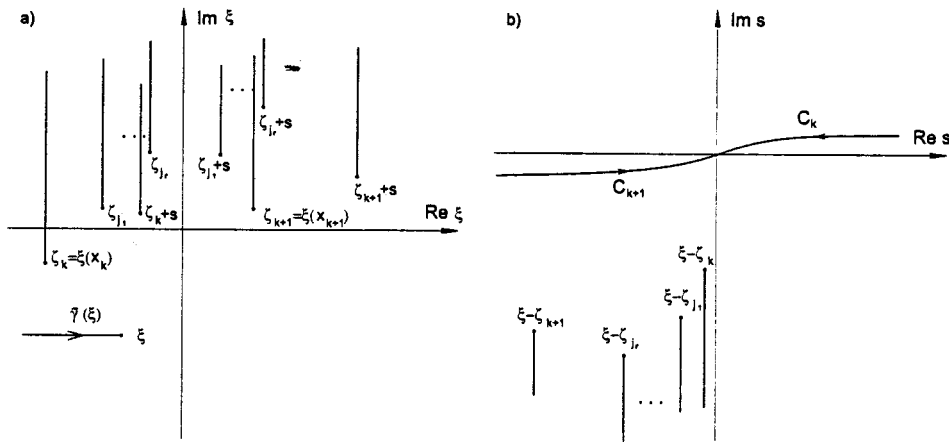 a)
Im ξ
ζ_{j_r}+s
ζ_{j_r}
ζ_{j_1}+s
ζ_{k+1}+s
ζ_{j_1}
ζ_k+s
ζ_{k+1}=ξ(x_{k+1})
Re ξ
ζ_k=ξ(x_k)
γ̃(ξ)
ξ
b)
Im s
C_k
Re s
C_{k+1}
ξ−ζ_k
ξ−ζ_{j_1}
ξ−ζ_{k+1}
ξ−ζ_{j_r}